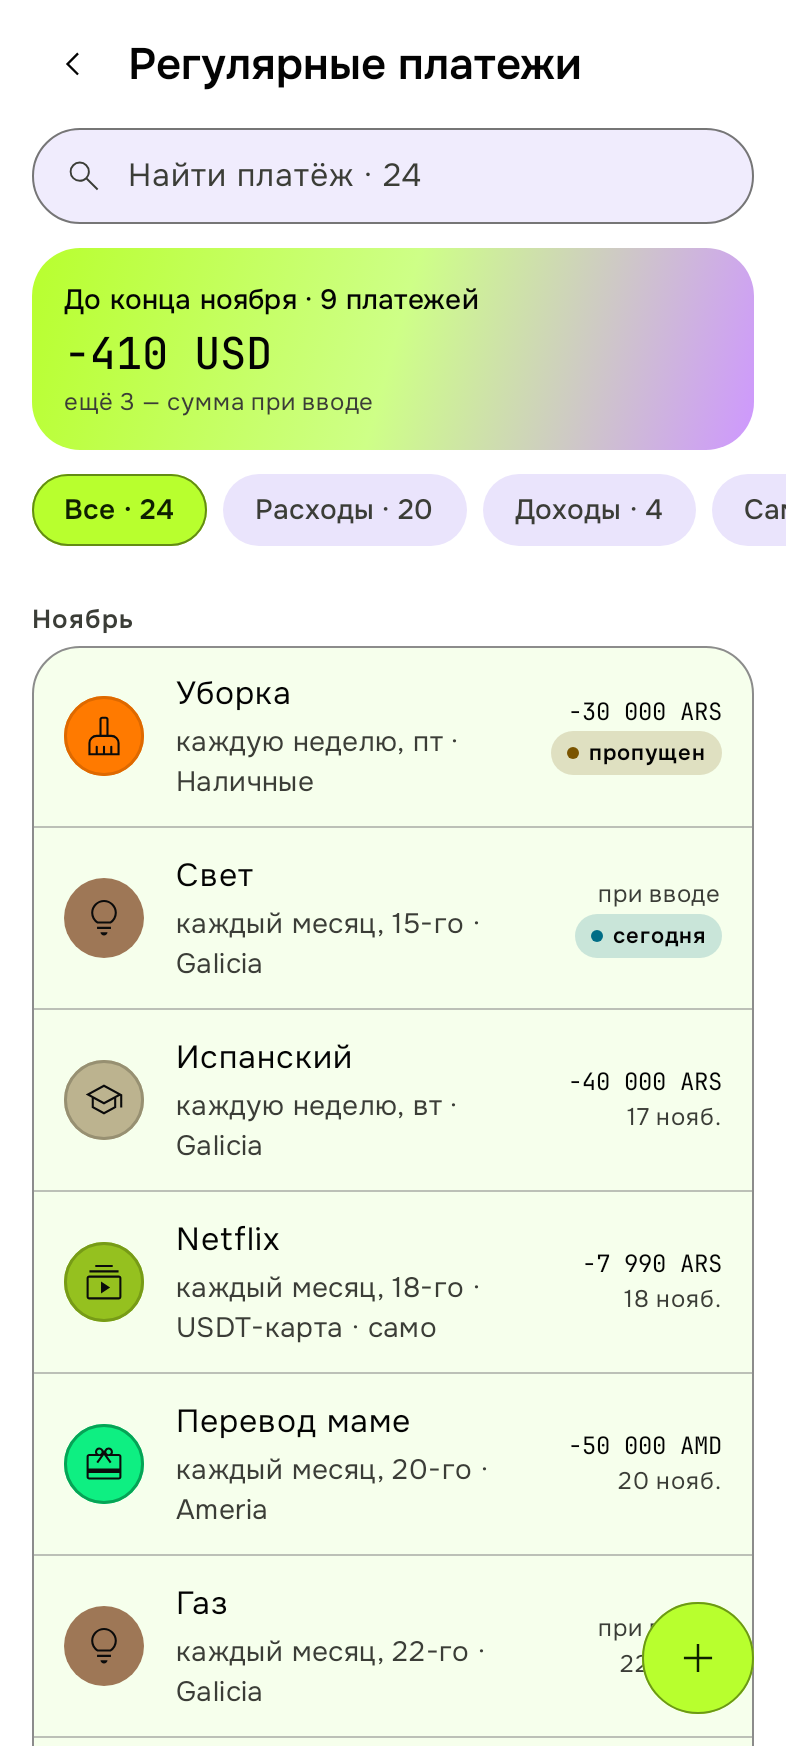 Регулярные платежи
Найти платёж · 24
До конца ноября · 9 платежей
-410 USD
ещё 3 — сумма при вводе
Все · 24
Расходы · 20
Доходы · 4
Ноябрь
Уборка
каждую неделю, пт ·
Наличные
-30 000 ARS
пропущен
Свет
каждый месяц, 15-го ·
Galicia
при вводе
сегодня
Испанский
каждую неделю, вт ·
Galicia
-40 000 ARS
17 нояб.
Netflix
каждый месяц, 18-го ·
USDT-карта · само
-7 990 ARS
18 нояб.
Перевод маме
каждый месяц, 20-го ·
Ameria
-50 000 AMD
20 нояб.
Газ
каждый месяц, 22-го ·
Galicia
при
22